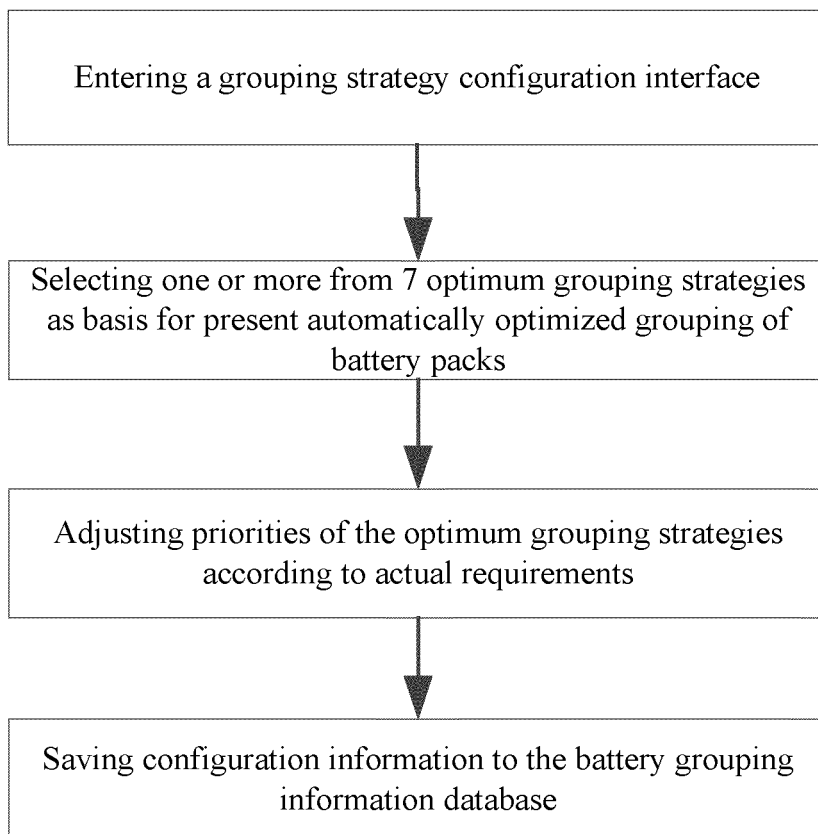 Entering a grouping strategy configuration interface
Selecting one or more from 7 optimum grouping strategies
as basis for present automatically optimized grouping of
battery packs
Adjusting priorities of the optimum grouping strategies
according to actual requirements
Saving configuration information to the battery grouping
information database